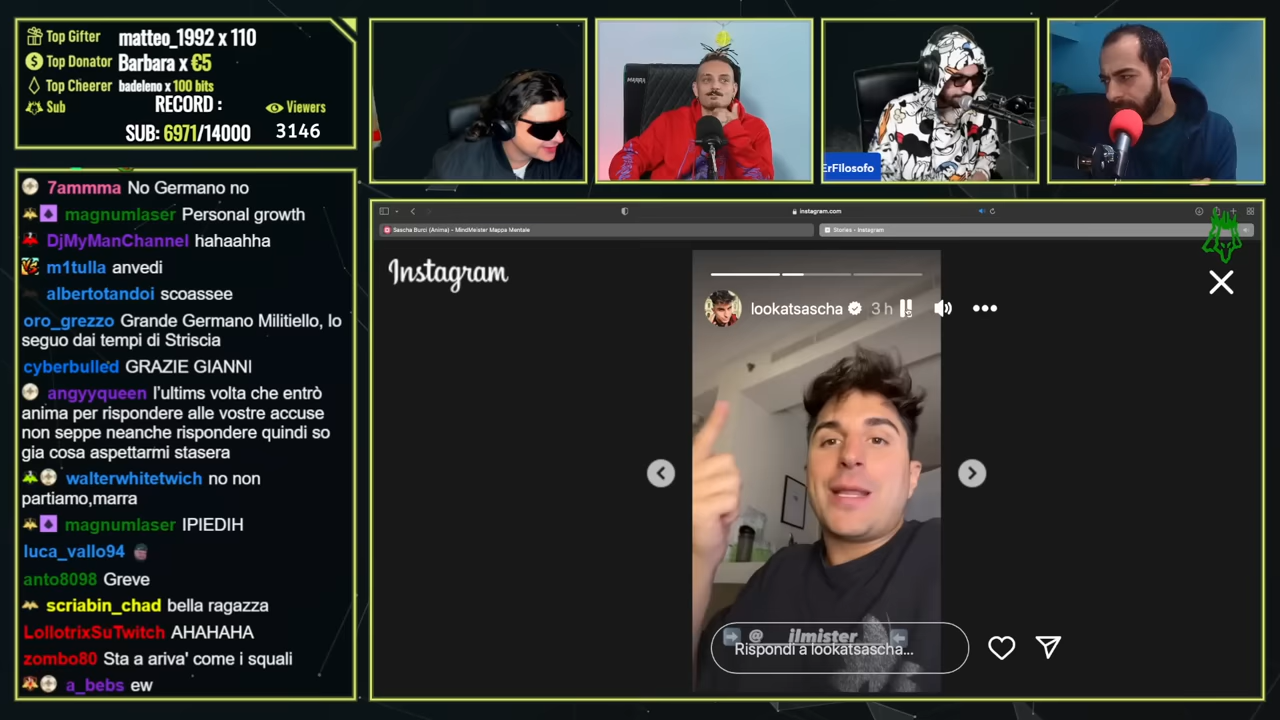 Top Gifter matteo_1992 x 110
Top Donator Barbara x €5
Top Cheerer badeleno x 100 bits
Sub RECORD :
SUB: 6971/14000
Viewers
3146
7ammma No Germano no
magnumlaser Personal growth
DjMyManChannel hahaahha
m1tulla anvedi
albertotandoi scoassee
oro_grezzo Grande Germano Militiello, lo
seguo dai tempi di Striscia
cyberbulled GRAZIE GIANNI
angyyqueen l'ultims volta che entrò
anima per rispondere alle vostre accuse
non seppe neanche rispondere quindi so
gia cosa aspettarmi stasera
walterwhitetwich no non
partiamo,marra
magnumlaser IPIEDIH
luca_vallo94
anto8098 Greve
scriabin_chad bella ragazza
LollotrixSuTwitch AHAHAHA
zombo80 Sta a ariva' come i squali
a_bebs ew
ErFIlosofo
instagram.com
Sascha Burci (Anima) - MindMeister Mappa Mentale
Stories - Instagram
Instagram
lookatsascha 3 h
@ ilmister
Rispondi a lookatsascha...